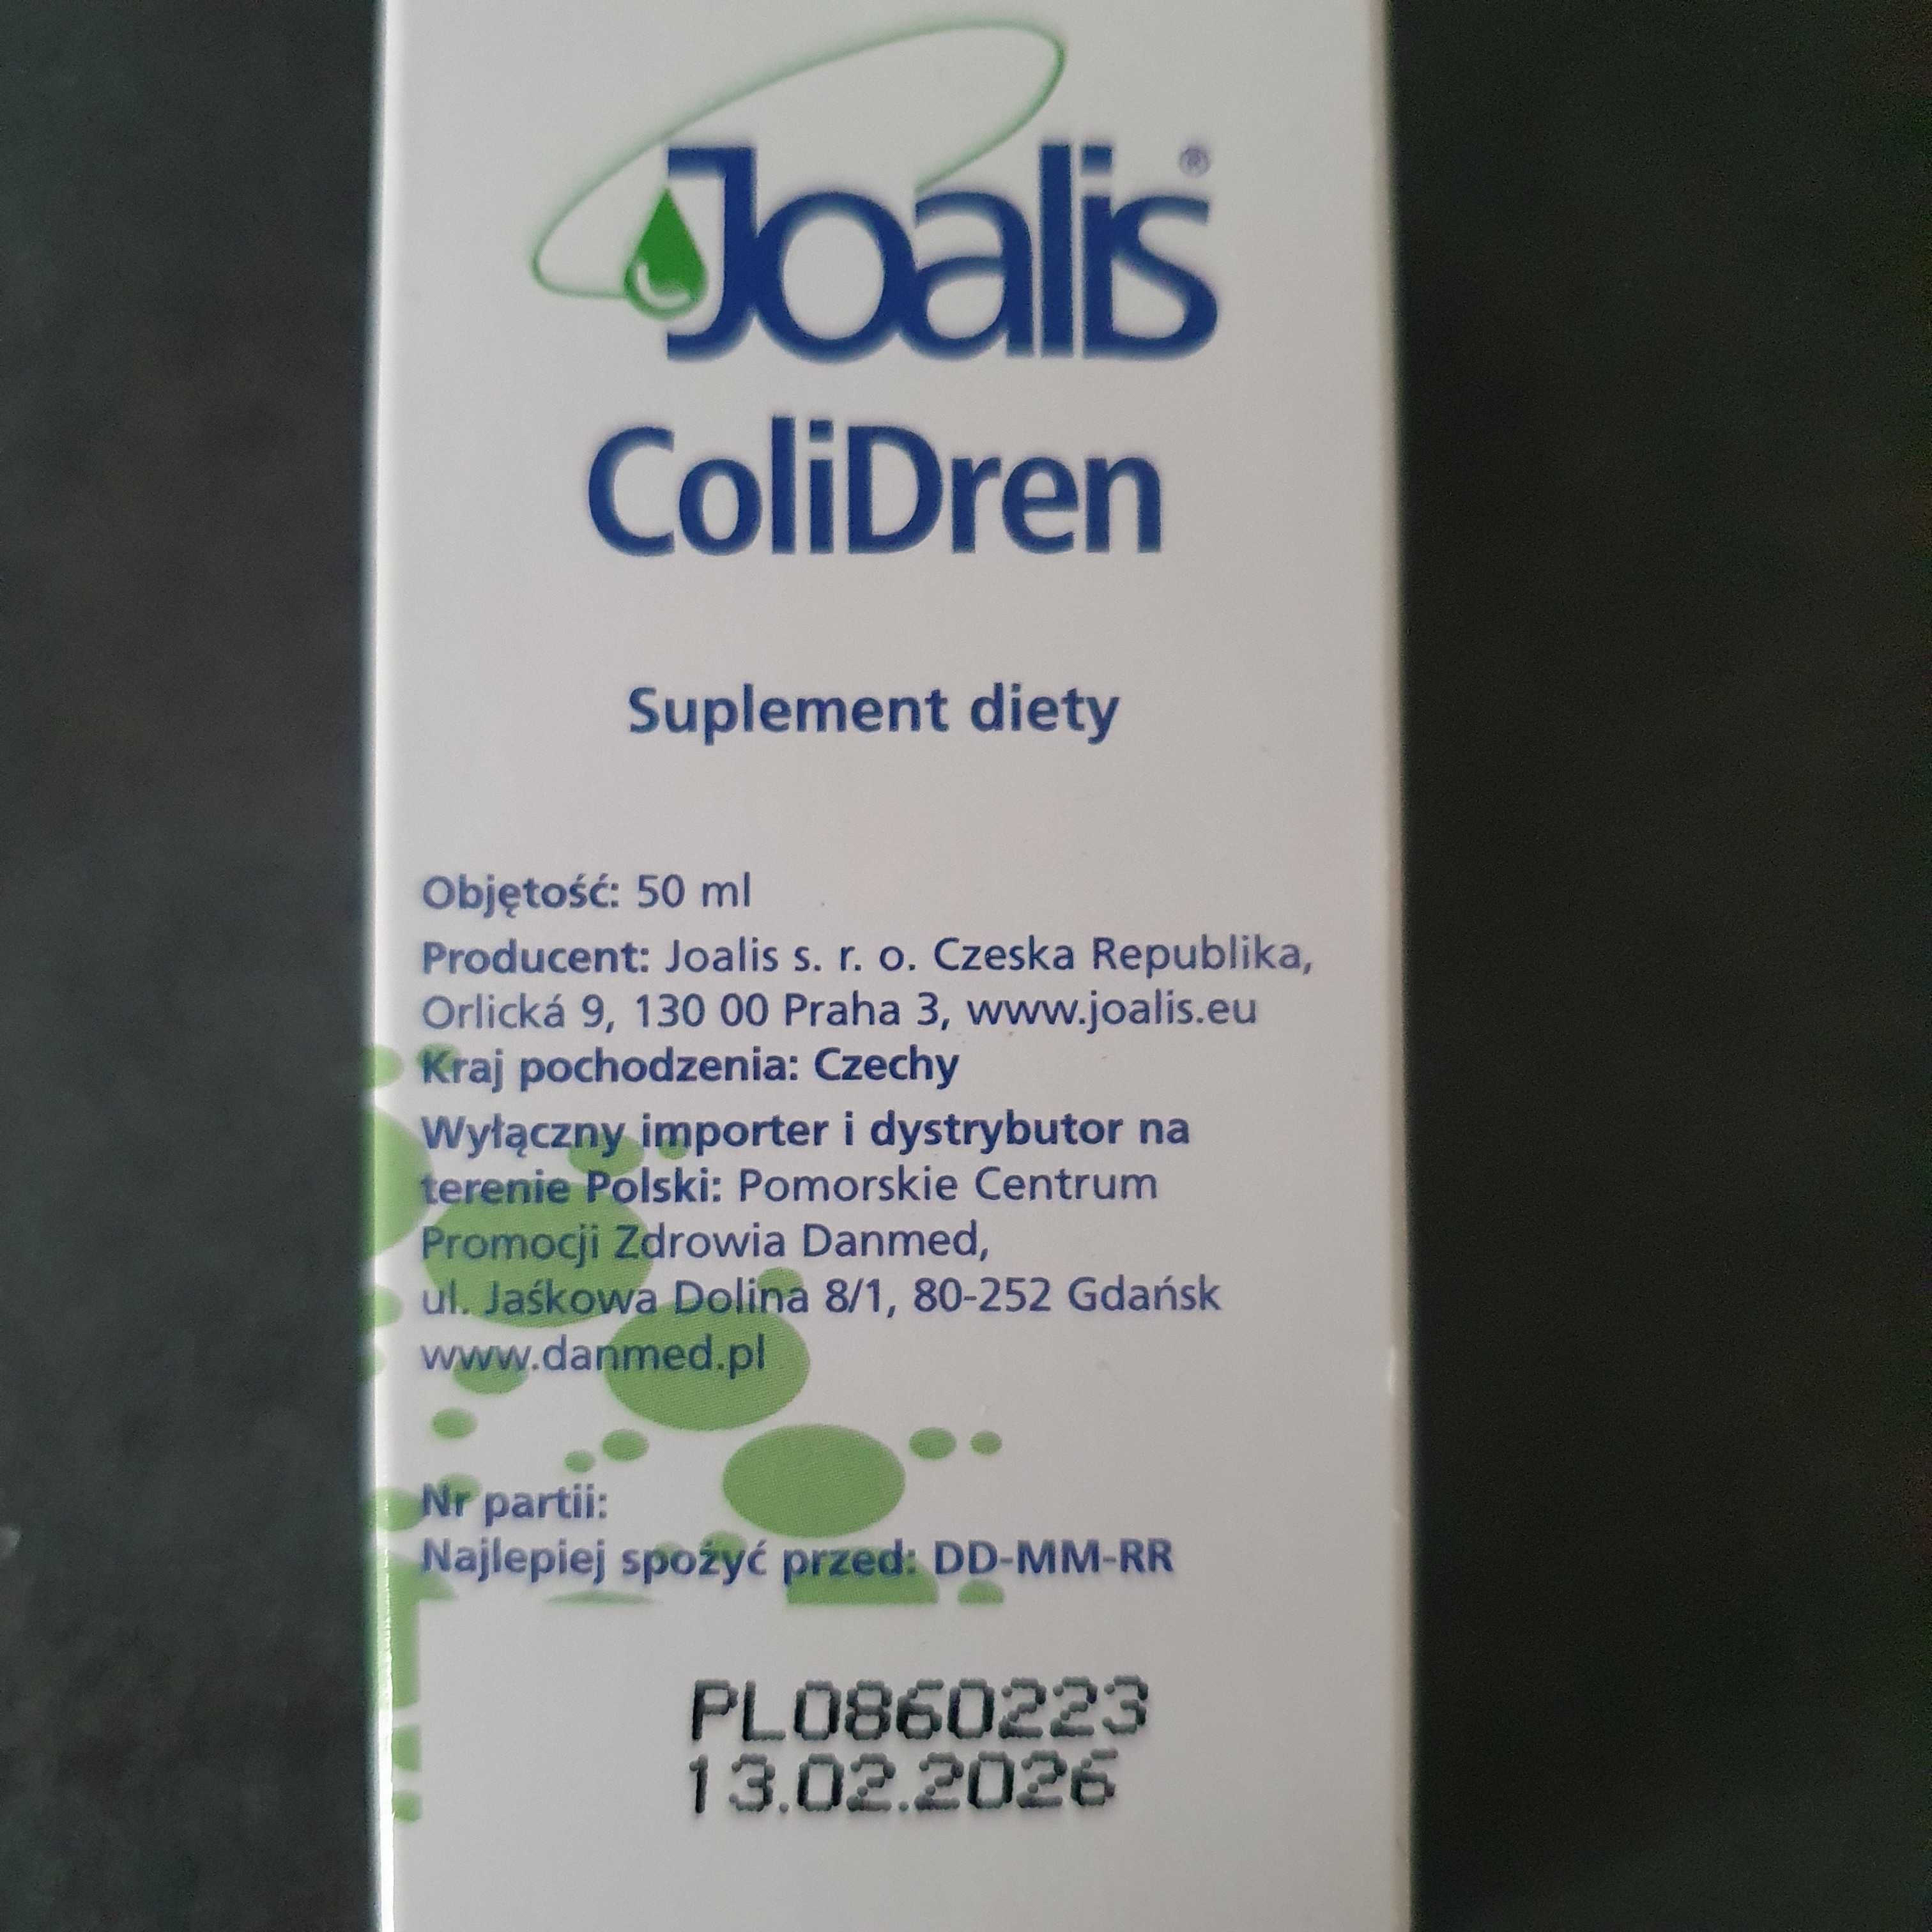 Joalis®
ColiDren
Suplement diety
Objętość: 50 ml
Producent: Joalis s. r. o. Czeska Republika,
Orlická 9, 130 00 Praha 3, www.joalis.eu
Kraj pochodzenia: Czechy
Wyłączny importer i dystrybutor na
terenie Polski: Pomorskie Centrum
Promocji Zdrowia Danmed,
ul. Jaśkowa Dolina 8/1, 80-252 Gdańsk
www.danmed.pl
Nr partii:
Najlepiej spożyć przed: DD-MM-RR
PL0860223
13.02.2026